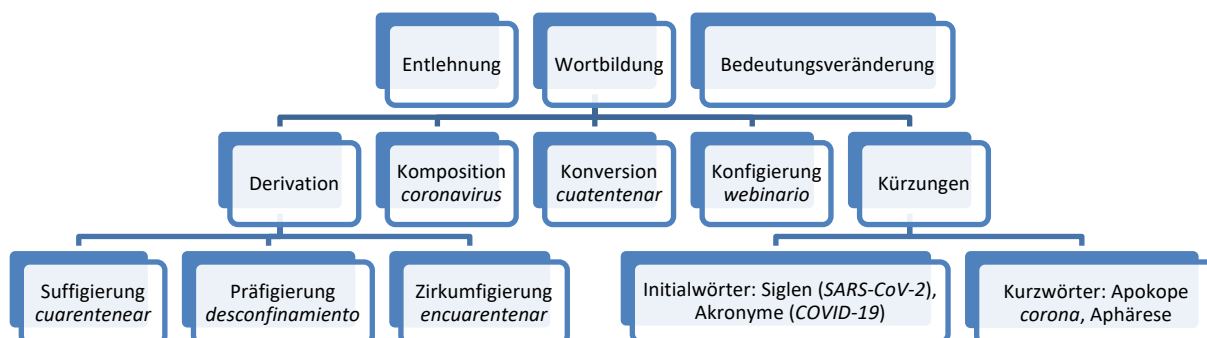 Entlehnung
Wortbildung
Bedeutungsveränderung
Derivation
Komposition
coronavirus
Konversion
cuatentenar
Konfigierung
webinario
Kürzungen
Suffigierung
cuarentenear
Präfigierung
desconfinamiento
Zirkumfigierung
encuarentenar
Initialwörter: Siglen (SARS-CoV-2),
Akronyme (COVID-19)
Kurzwörter: Apokope
corona, Aphärese